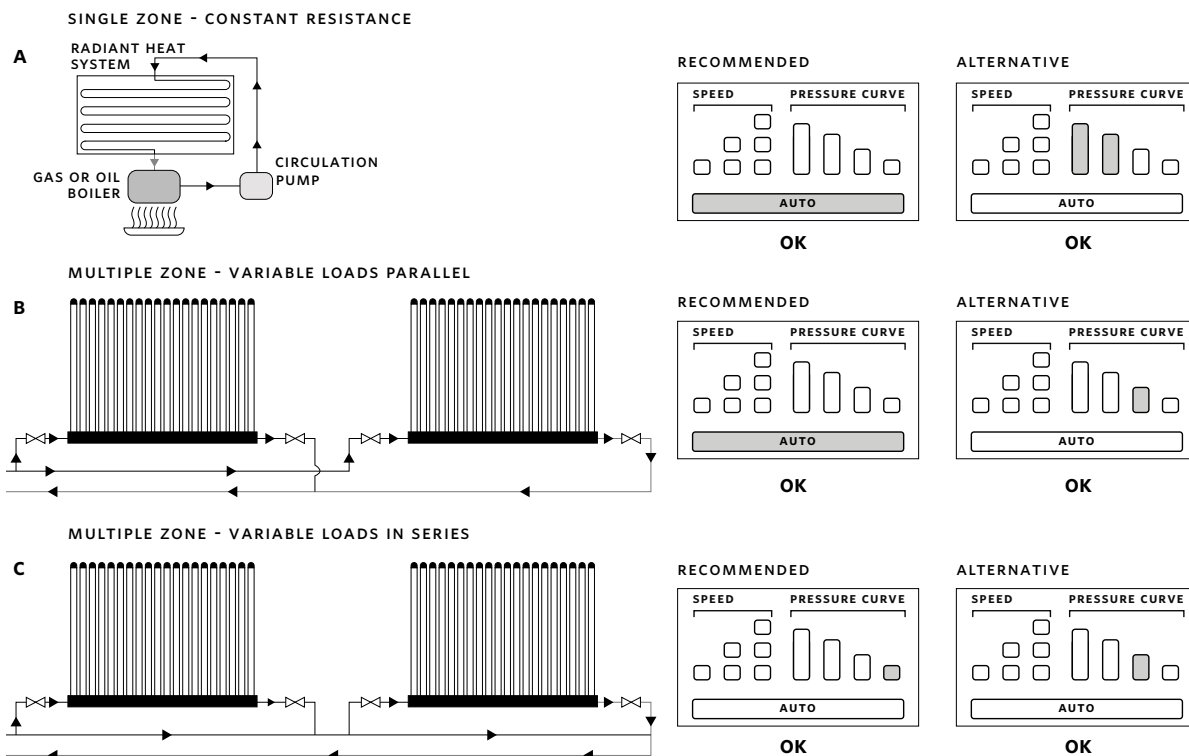 SINGLE ZONE - CONSTANT RESISTANCE
A
RADIANT HEAT
SYSTEM
GAS OR OIL
BOILER
CIRCULATION
PUMP
RECOMMENDED
SPEED PRESSURE CURVE
AUTO
OK
ALTERNATIVE
SPEED PRESSURE CURVE
AUTO
OK
MULTIPLE ZONE - VARIABLE LOADS PARALLEL
B
RECOMMENDED
SPEED PRESSURE CURVE
AUTO
OK
ALTERNATIVE
SPEED PRESSURE CURVE
AUTO
OK
MULTIPLE ZONE - VARIABLE LOADS IN SERIES
C
RECOMMENDED
SPEED PRESSURE CURVE
AUTO
OK
ALTERNATIVE
SPEED PRESSURE CURVE
AUTO
OK